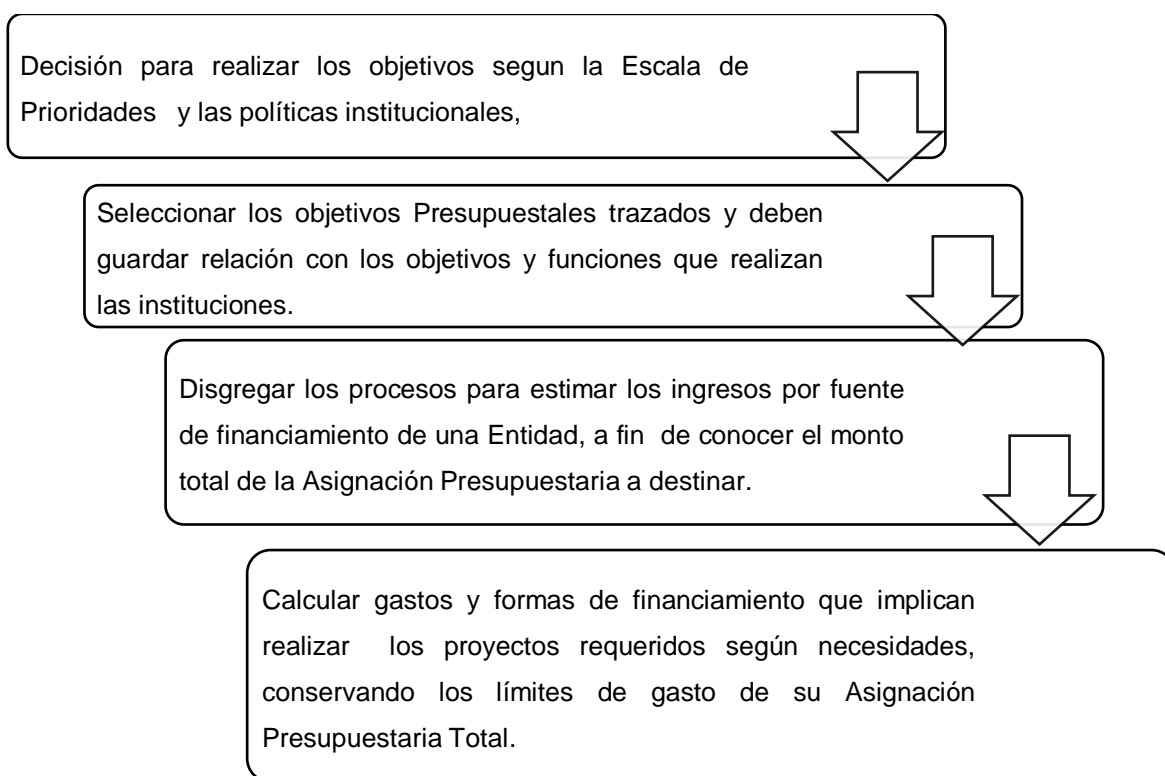 Decisión para realizar los objetivos segun la Escala de
Prioridades y las políticas institucionales,
Seleccionar los objetivos Presupuestales trazados y deben
guardar relación con los objetivos y funciones que realizan
las instituciones.
Disgregar los procesos para estimar los ingresos por fuente
de financiamiento de una Entidad, a fin de conocer el monto
total de la Asignación Presupuestaria a destinar.
Calcular gastos y formas de financiamiento que implican
realizar los proyectos requeridos según necesidades,
conservando los límites de gasto de su Asignación
Presupuestaria Total.